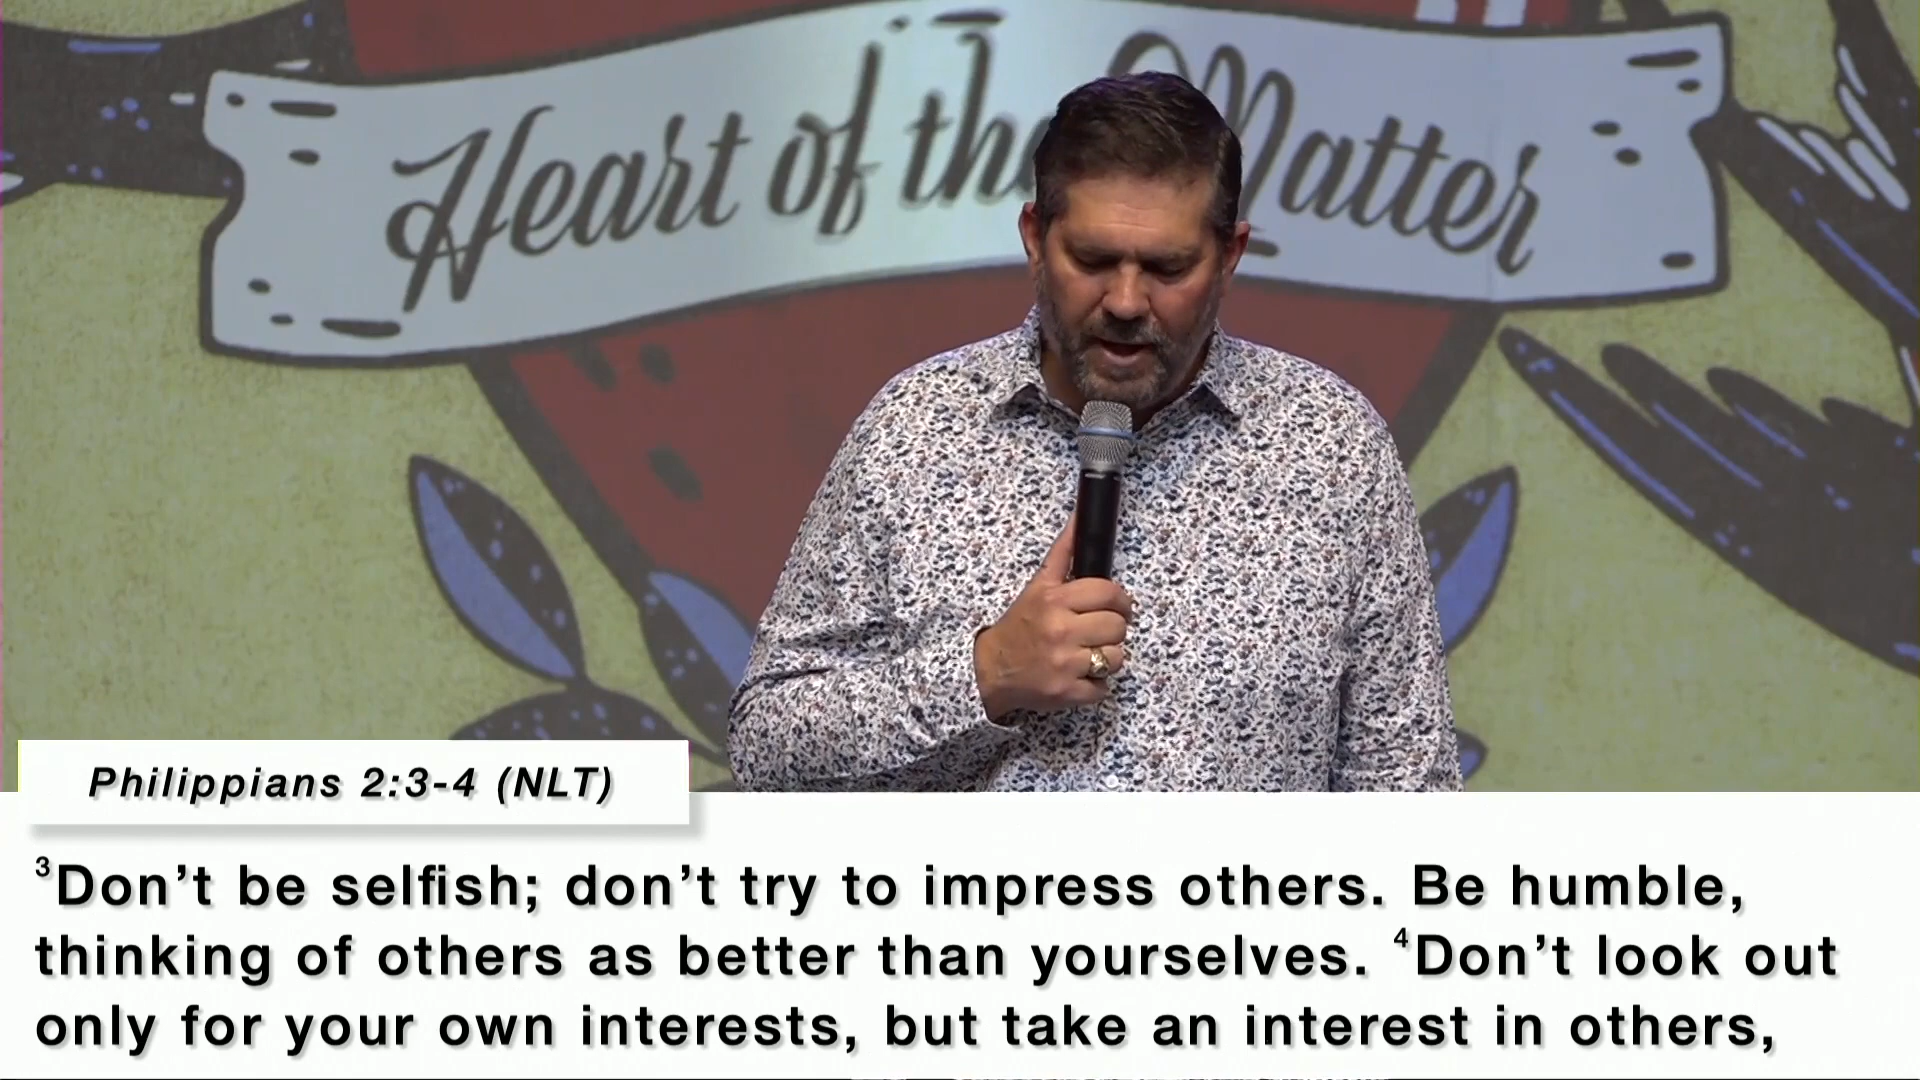 Heart of the Matter
Philippians 2:3-4 (NLT)
³Don’t be selfish; don’t try to impress others. Be humble,
thinking of others as better than yourselves. ⁴Don’t look out
only for your own interests, but take an interest in others,